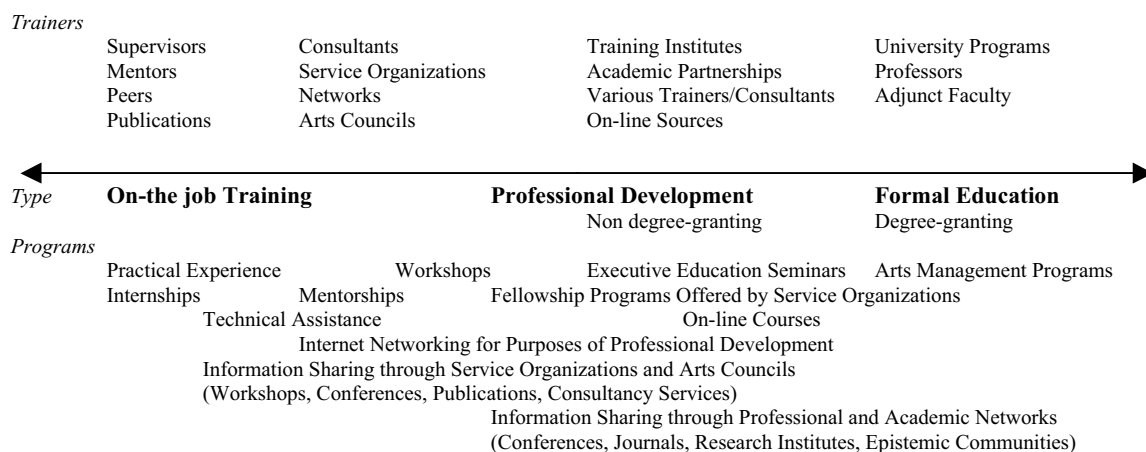 Trainers
Supervisors Consultants Training Institutes University Programs
Mentors Service Organizations Academic Partnerships Professors
Peers Networks Various Trainers/Consultants Adjunct Faculty
Publications Arts Councils On-line Sources
Type On-the job Training Professional Development Formal Education
Non degree-granting Degree-granting
Programs
Practical Experience Workshops Executive Education Seminars Arts Management Programs
Internships Mentorships Fellowship Programs Offered by Service Organizations
Technical Assistance On-line Courses
Internet Networking for Purposes of Professional Development
Information Sharing through Service Organizations and Arts Councils
(Workshops, Conferences, Publications, Consultancy Services)
Information Sharing through Professional and Academic Networks
(Conferences, Journals, Research Institutes, Epistemic Communities)